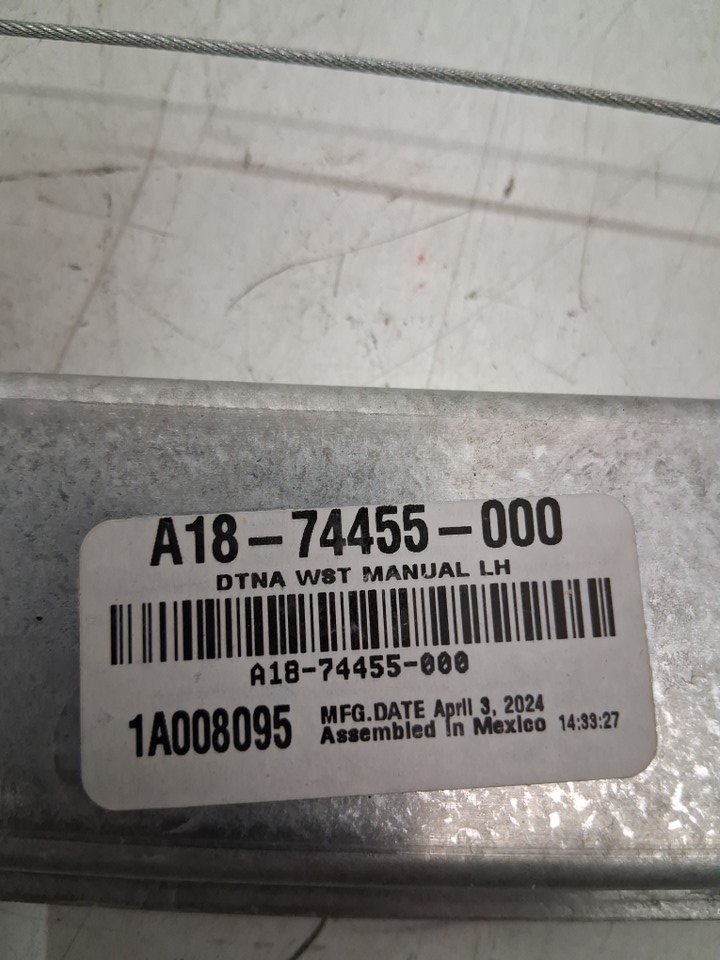 A18-74455-000
DTNA WST MANUAL LH
A18-74455-000
1A008095
MFG.DATE April 3, 2024
Assembled in Mexico 14:33:27